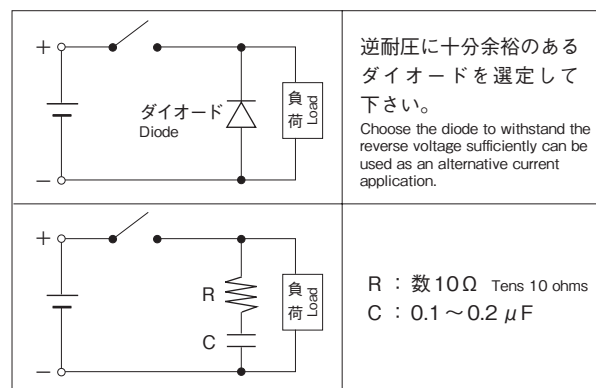 +
−
ダイオード
Diode
負荷
Load
逆耐圧に十分余裕のある
ダイオードを選定して
下さい。
Choose the diode to withstand the
reverse voltage sufficiently can be
used as an alternative current
application.
+
−
R
C
負荷
Load
R : 数10Ω Tens 10 ohms
C : 0.1～0.2 μF